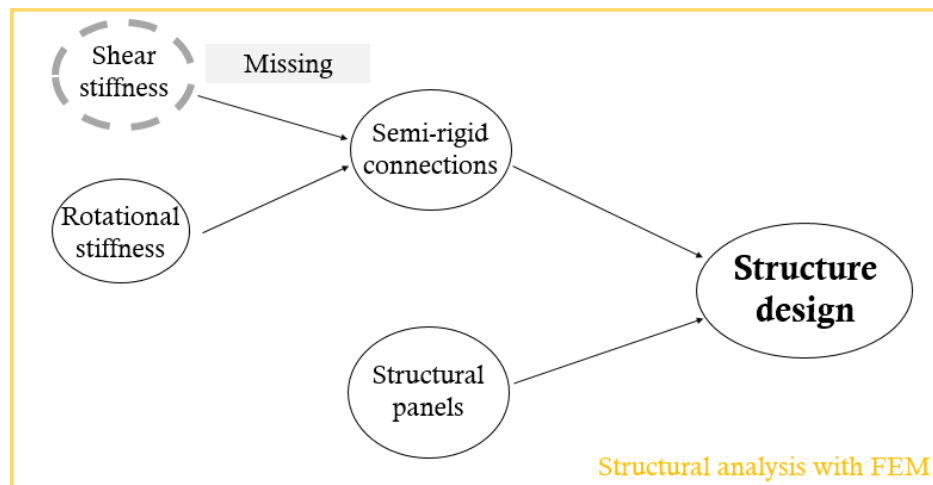 Shear
stiffness
Missing
Semi-rigid
connections
Rotational
stiffness
Structure
design
Structural
panels
Structural analysis with FEM